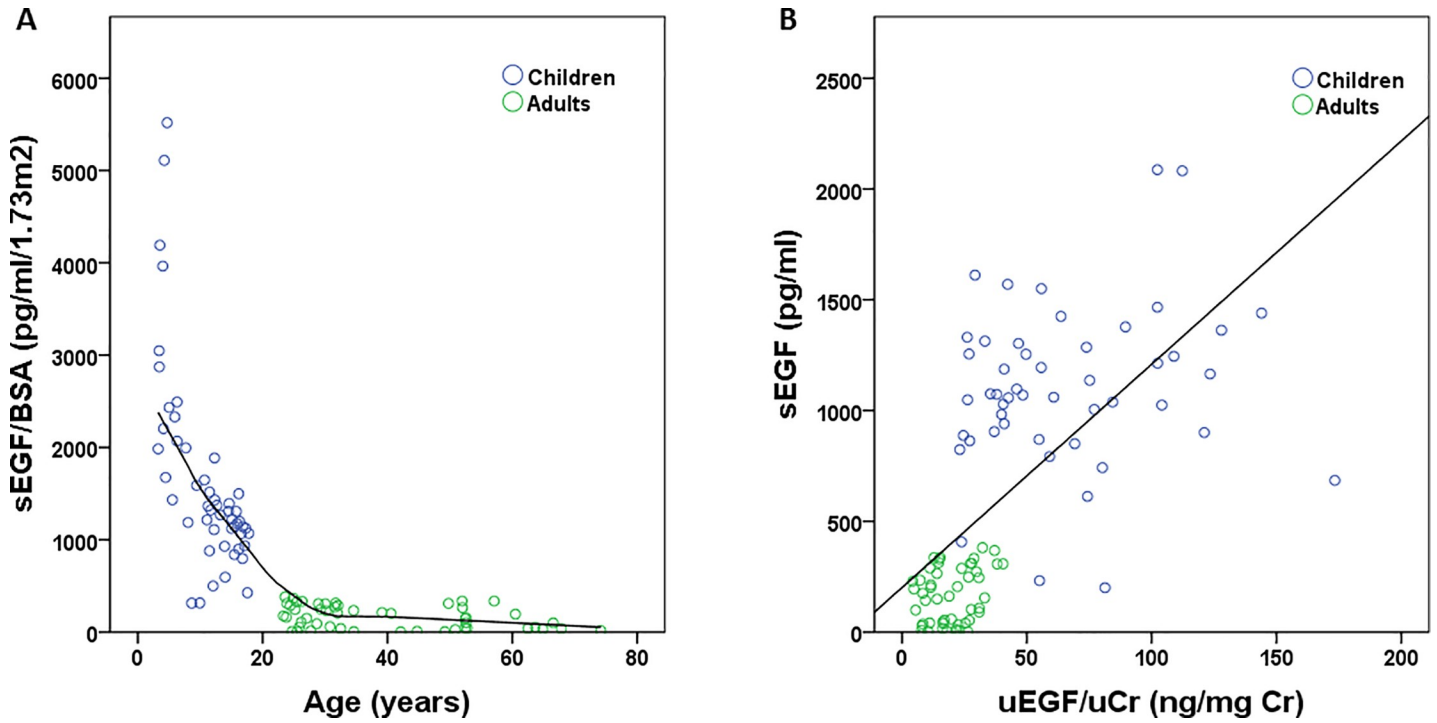 A
sEGF/BSA (pg/ml/1.73m2)
6000
5000
4000
3000
2000
1000
0
0 20 40 60 80
Age (years)
Children
Adults
B
sEGF (pg/ml)
2500
2000
1500
1000
500
0
0 50 100 150 200
uEGF/uCr (ng/mg Cr)
Children
Adults